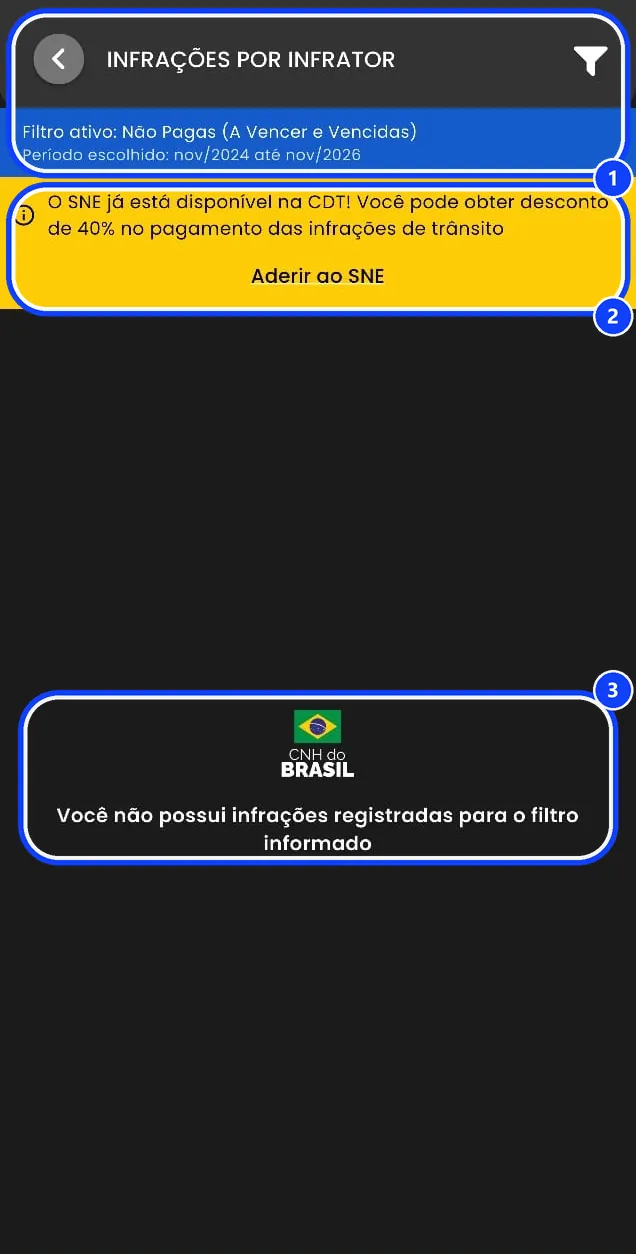 INFRAÇÕES POR INFRATOR
Filtro ativo: Não Pagas (A Vencer e Vencidas)
Período escolhido: nov/2024 até nov/2026
1
O SNE já está disponível na CDT! Você pode obter desconto
de 40% no pagamento das infrações de trânsito
Aderir ao SNE
2
3
CNH do
BRASIL
Você não possui infrações registradas para o filtro
informado